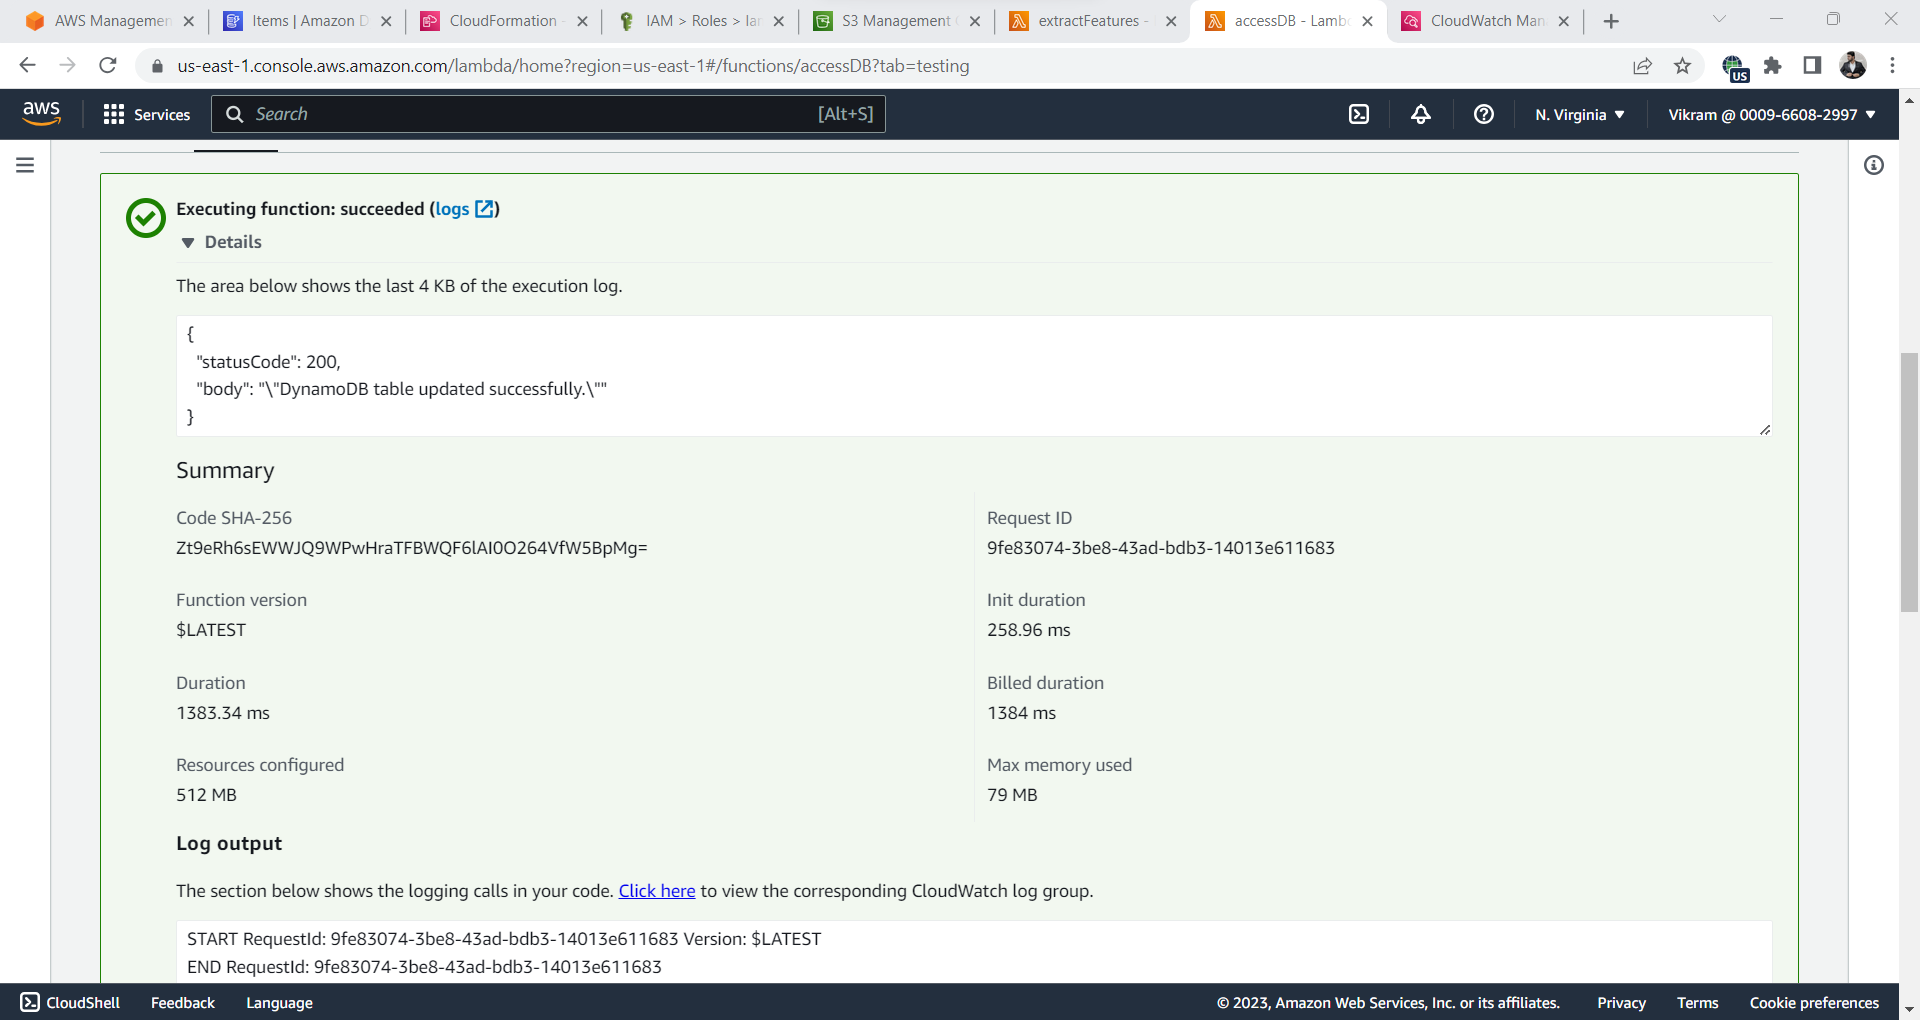 AWS Managemen
Items | Amazon D
CloudFormation -
IAM > Roles > lar
S3 Management C
extractFeatures -
accessDB - Lamb
CloudWatch Man
us-east-1.console.aws.amazon.com/lambda/home?region=us-east-1#/functions/accessDB?tab=testing
US
aws
Services
Search
[Alt+S]
N. Virginia
Vikram @ 0009-6608-2997
Executing function: succeeded (logs)
Details
The area below shows the last 4 KB of the execution log.
{
"statusCode": 200,
"body": "\"DynamoDB table updated successfully.\""
}
Summary
Code SHA-256
Zt9eRh6sEWWJQ9WPwHraTFBWQF6lAI0O264VfW5BpMg=
Request ID
9fe83074-3be8-43ad-bdb3-14013e611683
Function version
$LATEST
Init duration
258.96 ms
Duration
1383.34 ms
Billed duration
1384 ms
Resources configured
512 MB
Max memory used
79 MB
Log output
The section below shows the logging calls in your code. Click here to view the corresponding CloudWatch log group.
START RequestId: 9fe83074-3be8-43ad-bdb3-14013e611683 Version: $LATEST
END RequestId: 9fe83074-3be8-43ad-bdb3-14013e611683
CloudShell
Feedback
Language
© 2023, Amazon Web Services, Inc. or its affiliates.
Privacy
Terms
Cookie preferences